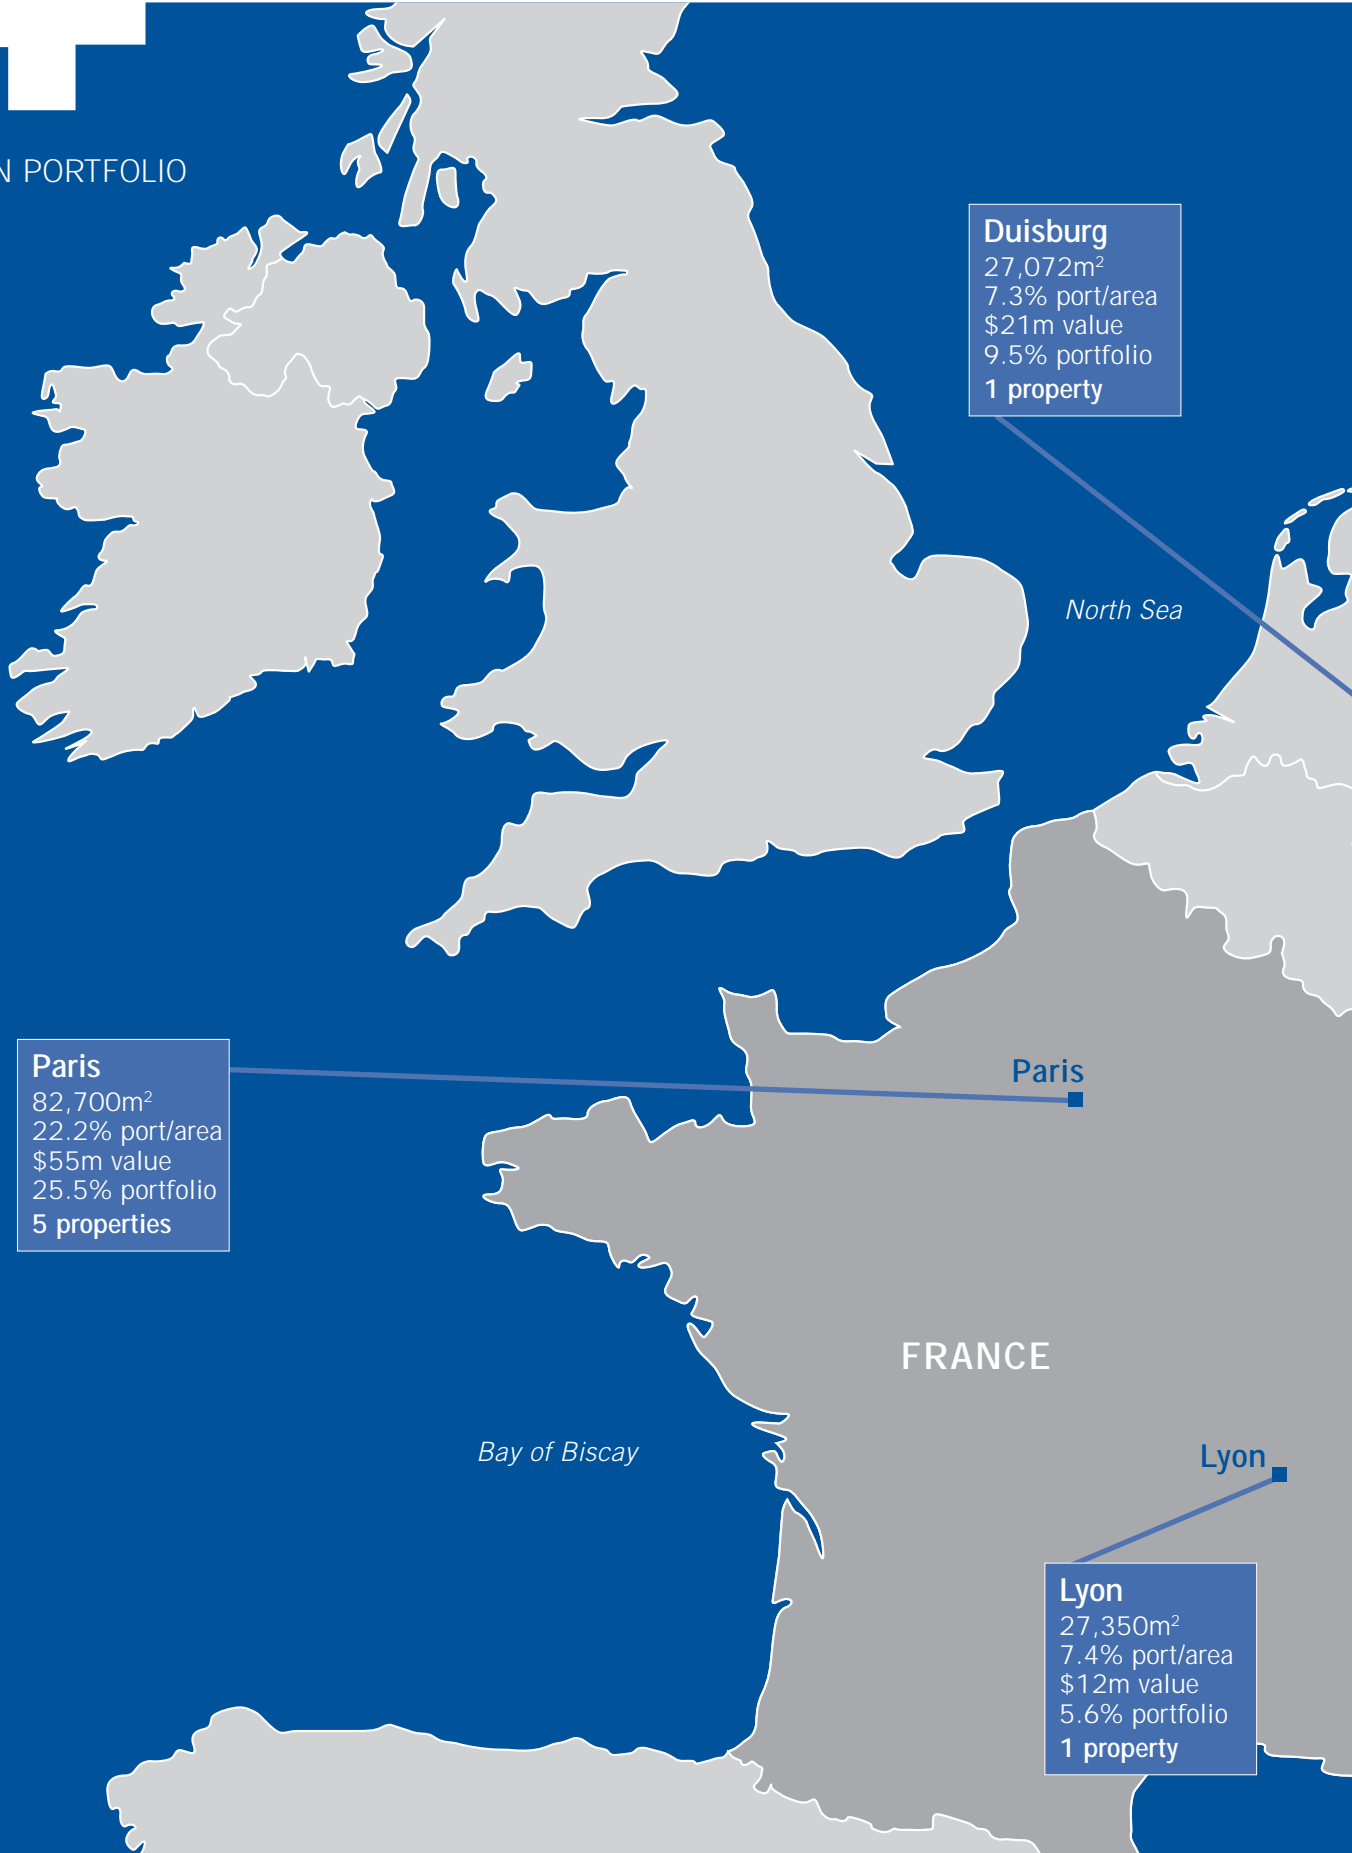 N PORTFOLIO
Duisburg
27,072m²
7.3% port/area
$21m value
9.5% portfolio
1 property
North Sea
Paris
82,700m²
22.2% port/area
$55m value
25.5% portfolio
5 properties
Paris
FRANCE
Bay of Biscay
Lyon
Lyon
27,350m²
7.4% port/area
$12m value
5.6% portfolio
1 property